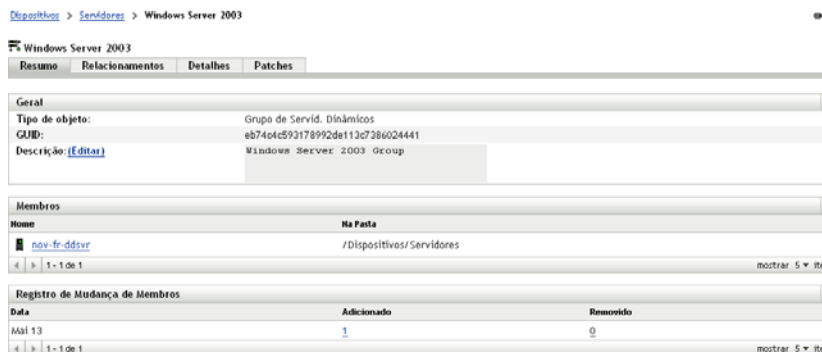 Dispositivos > Servidores > Windows Server 2003
Windows Server 2003
Resumo Relacionamentos Detalhes Patches
Geral
Tipo de objeto: Grupo de Servid. Dinâmicos
GUID: eb74c4c593178992de113c7386024441
Descrição:(Editar) Windows Server 2003 Group
Membros
Nome Na Pasta
nov-fr-ddsvr /Dispositivos/Servidores
1 - 1 de 1 mostrar 5
Registro de Mudança de Membros
Data Adicionado Removido
Mai 13 1 0
1 - 1 de 1 mostrar 5